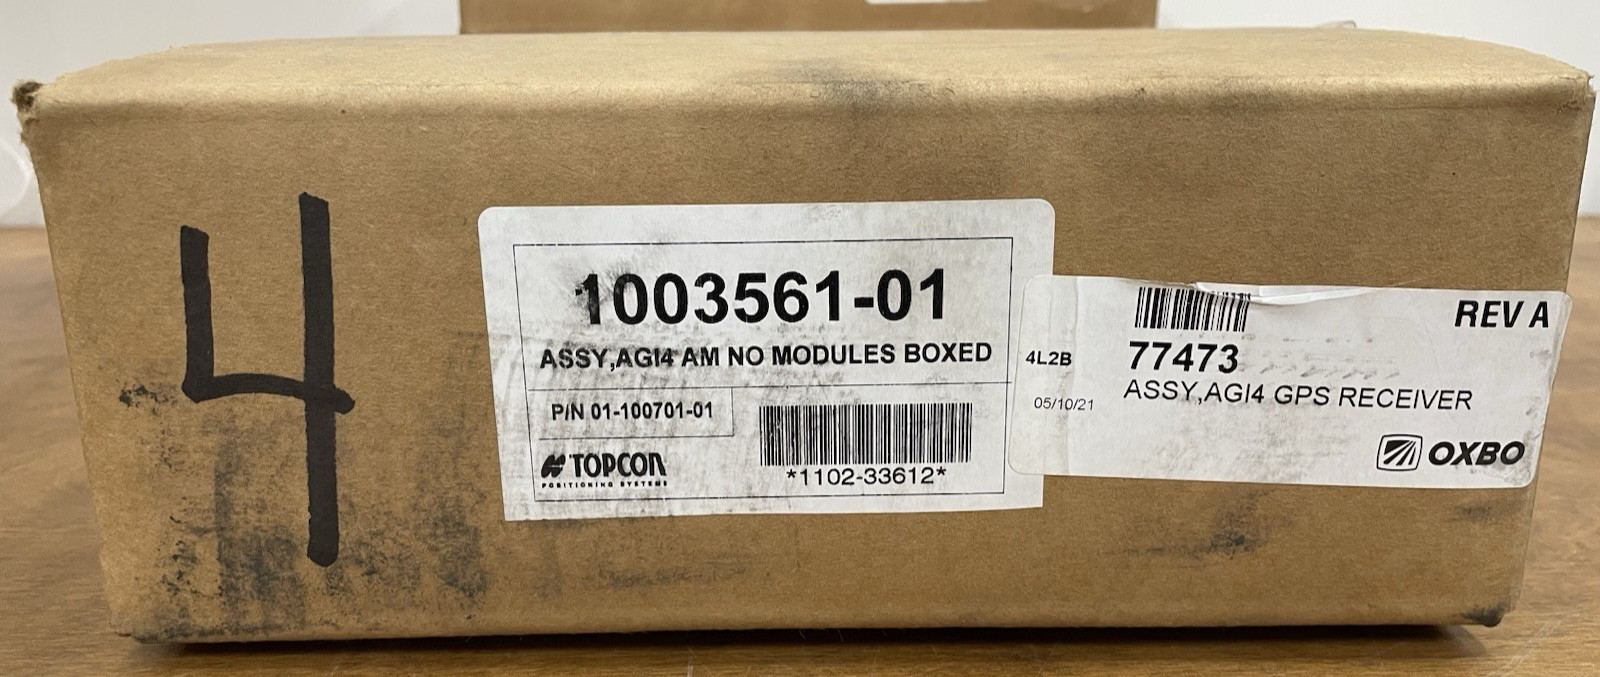 4
1003561-01
ASSY,AGI4 AM NO MODULES BOXED
P/N 01-100701-01
TOPCON
POSITIONING SYSTEMS
*1102-33612*
REV A
4L2B
77473
05/10/21
ASSY,AGI4 GPS RECEIVER
OXBO